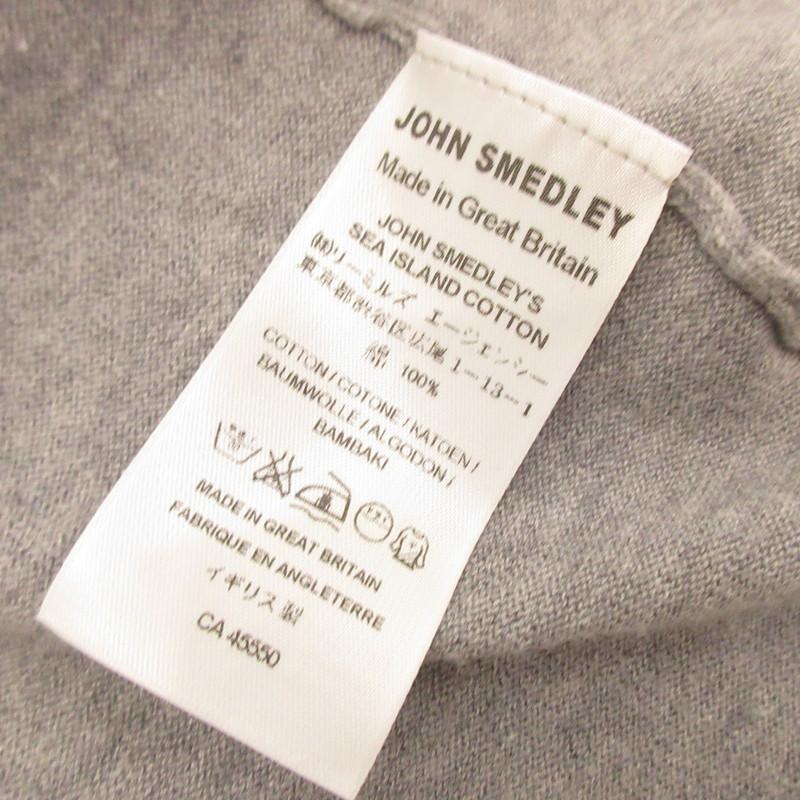 JOHN SMEDLEY
Made in Great Britain
JOHN SMEDLEY'S
SEA ISLAND COTTON
(株)リーミルズ エージェンシー
東京都渋谷区広尾1-13-1
綿 100%
COTTON / COTONE / KATOEN /
BAUMWOLLE / ALGODON /
BAMBAKI
MADE IN GREAT BRITAIN
FABRIQUE EN ANGLETERRE
イギリス製
CA 45550